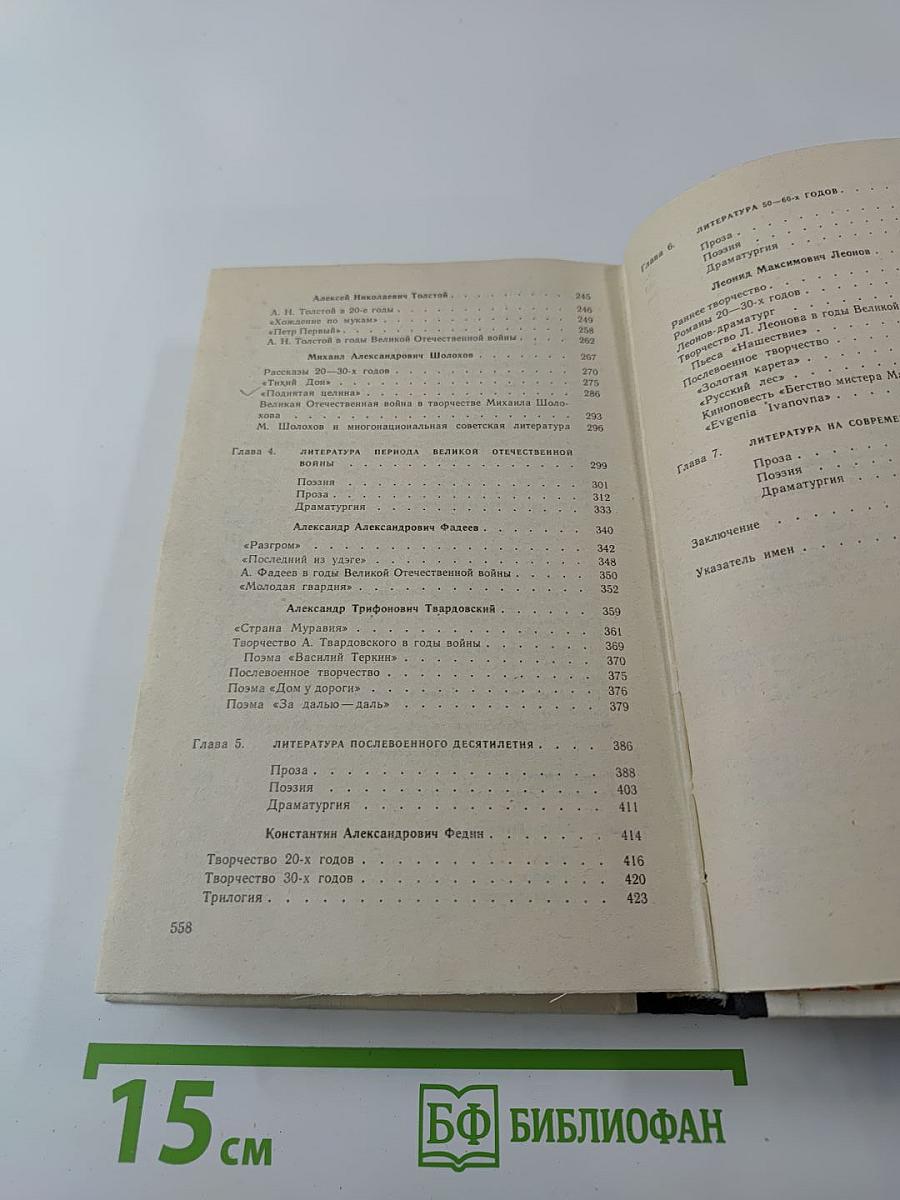 Алексей Николаевич Толстой . . . . . . . . . 245
А. Н. Толстой в 20-е годы . . . . . . . . . . . 246
«Хождение по мукам» . . . . . . . . . . . . . 249
«Петр Первый» . . . . . . . . . . . . . . . . 258
А. Н. Толстой в годы Великой Отечественной войны . . . . 262
Михаил Александрович Шолохов . . . . . . . 267
Рассказы 20—30-х годов . . . . . . . . . . . . 270
«Тихий Дон» . . . . . . . . . . . . . . . . . 275
«Поднятая целина» . . . . . . . . . . . . . . 286
Великая Отечественная война в творчестве Михаила Шоло-
хова . . . . . . . . . . . . . . . . . . . . 293
М. Шолохов и многонациональная советская литература 296
Глава 4. ЛИТЕРАТУРА ПЕРИОДА ВЕЛИКОЙ ОТЕЧЕСТВЕННОЙ
ВОЙНЫ . . . . . . . . . . . . . . . 299
Поэзия . . . . . . . . . . . . . . . 301
Проза . . . . . . . . . . . . . . . . 312
Драматургия . . . . . . . . . . . . . 333
Александр Александрович Фадеев . . . . . . . 340
«Разгром» . . . . . . . . . . . . . . . . . 342
«Последний из удэге» . . . . . . . . . . . . 348
А. Фадеев в годы Великой Отечественной войны . . . . . 350
«Молодая гвардия» . . . . . . . . . . . . . . 352
Александр Трифонович Твардовский . . . . . . 359
«Страна Муравия» . . . . . . . . . . . . . . 361
Творчество А. Твардовского в годы войны . . . . . . . 369
Поэма «Василий Теркин» . . . . . . . . . . . 370
Послевоенное творчество . . . . . . . . . . . 375
Поэма «Дом у дороги» . . . . . . . . . . . . 376
Поэма «За далью — даль» . . . . . . . . . . . 379
Глава 5. ЛИТЕРАТУРА ПОСЛЕВОЕННОГО ДЕСЯТИЛЕТИЯ . . . . 386
Проза . . . . . . . . . . . . . . . . 388
Поэзия . . . . . . . . . . . . . . . 403
Драматургия . . . . . . . . . . . . . 411
Константин Александрович Федин . . . . . . . 414
Творчество 20-х годов . . . . . . . . . . . . 416
Творчество 30-х годов . . . . . . . . . . . . 420
Трилогия . . . . . . . . . . . . . . . . . 423
558
Глава 6. ЛИТЕРАТУРА 50—60-х ГОДОВ . . . .
Проза . . . . . . .
Поэзия . . . . . . .
Драматургия . . . . .
Леонид Максимович Леонов . .
Раннее творчество . . . . . .
Романы 20—30-х годов . . . . .
Леонов-драматург . . . . . .
Творчество Л. Леонова в годы Великой
Пьеса «Нашествие» . . . . .
Послевоенное творчество . . . .
«Золотая карета» . . . . . .
«Русский лес» . . . . . . .
Киноповесть «Бегство мистера Ма
«Evgenia Ivanovna» . . . . .
Глава 7. ЛИТЕРАТУРА НА СОВРЕМЕ
Проза . . . . .
Поэзия . . . . .
Драматургия . . . .
Заключение . . . . . .
Указатель имен . . . . .
15 см
БФ БИБЛИОФАН